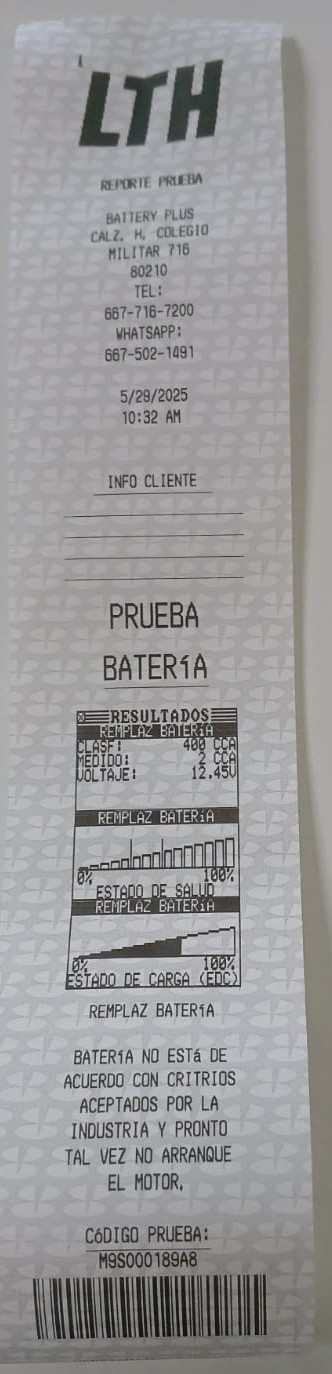 LTH
REPORTE PRUEBA
BATTERY PLUS
CALZ. H. COLEGIO
MILITAR 716
80210
TEL:
667-716-7200
WHATSAPP:
667-502-1491
5/29/2025
10:32 AM
INFO CLIENTE
PRUEBA
BATERíA
RESULTADOS
REMPLAZ BATERíA
CLASF: 400 CCA
MEDIDO: 2 CCA
VOLTAJE: 12.45V
REMPLAZ BATERíA
0% 100%
ESTADO DE SALUD
REMPLAZ BATERíA
0% 100%
ESTADO DE CARGA (EDC)
REMPLAZ BATERíA
BATERíA NO ESTá DE
ACUERDO CON CRITRIOS
ACEPTADOS POR LA
INDUSTRIA Y PRONTO
TAL VEZ NO ARRANQUE
EL MOTOR.
CóDIGO PRUEBA:
M9S000189A8